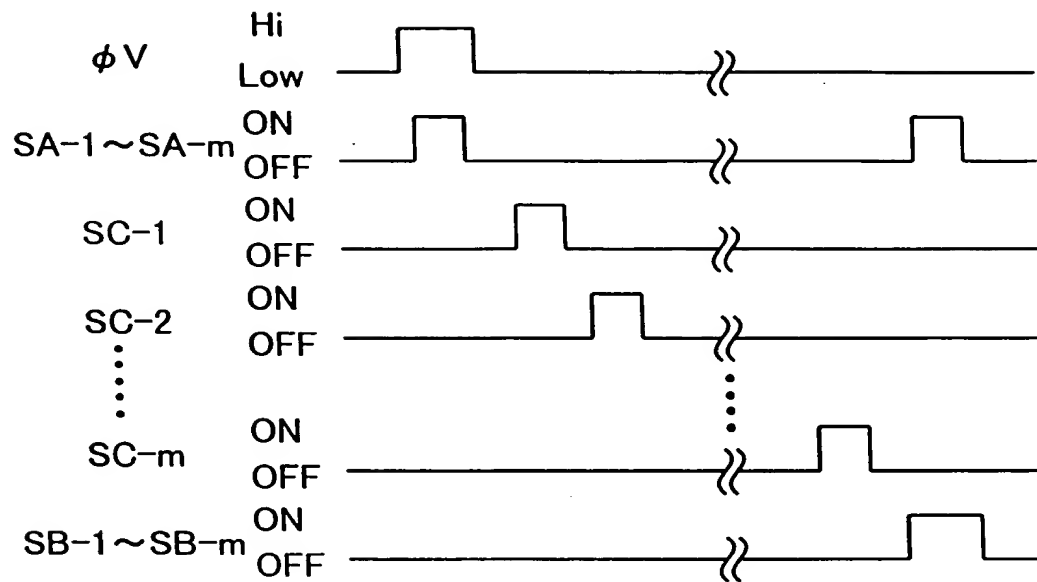 Hi
φV
Low
ON
SA-1～SA-m
OFF
ON
SC-1
OFF
ON
SC-2
OFF
ON
SC-m
OFF
ON
SB-1～SB-m
OFF